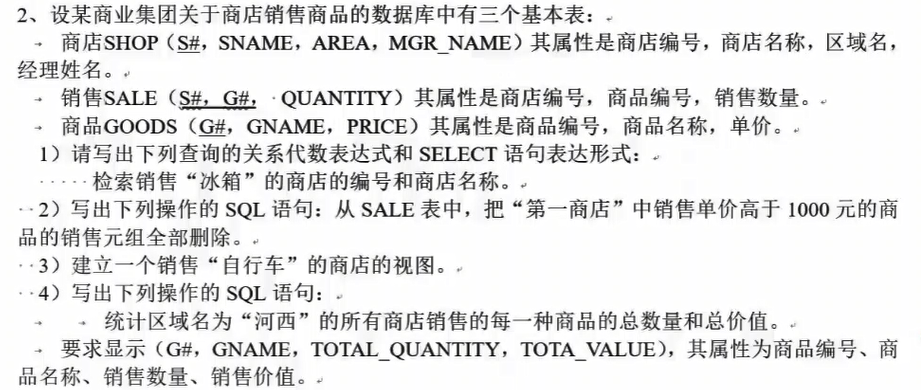 2、设某商业集团关于商店销售商品的数据库中有三个基本表：
商店SHOP（S#，SNAME，AREA，MGR_NAME）其属性是商店编号，商店名称，区域名，
经理姓名。
销售SALE（S#，G#，QUANTITY）其属性是商店编号，商品编号，销售数量。
商品GOODS（G#，GNAME，PRICE）其属性是商品编号，商品名称，单价。
1）请写出下列查询的关系代数表达式和 SELECT 语句表达形式：
检索销售“冰箱”的商店的编号和商店名称。
2）写出下列操作的 SQL 语句：从 SALE 表中，把“第一商店”中销售单价高于 1000 元的商
品的销售元组全部删除。
3）建立一个销售“自行车”的商店的视图。
4）写出下列操作的 SQL 语句：
统计区域名为“河西”的所有商店销售的每一种商品的总数量和总价值。
要求显示（G#，GNAME，TOTAL_QUANTITY，TOTA_VALUE），其属性为商品编号、商
品名称、销售数量、销售价值。